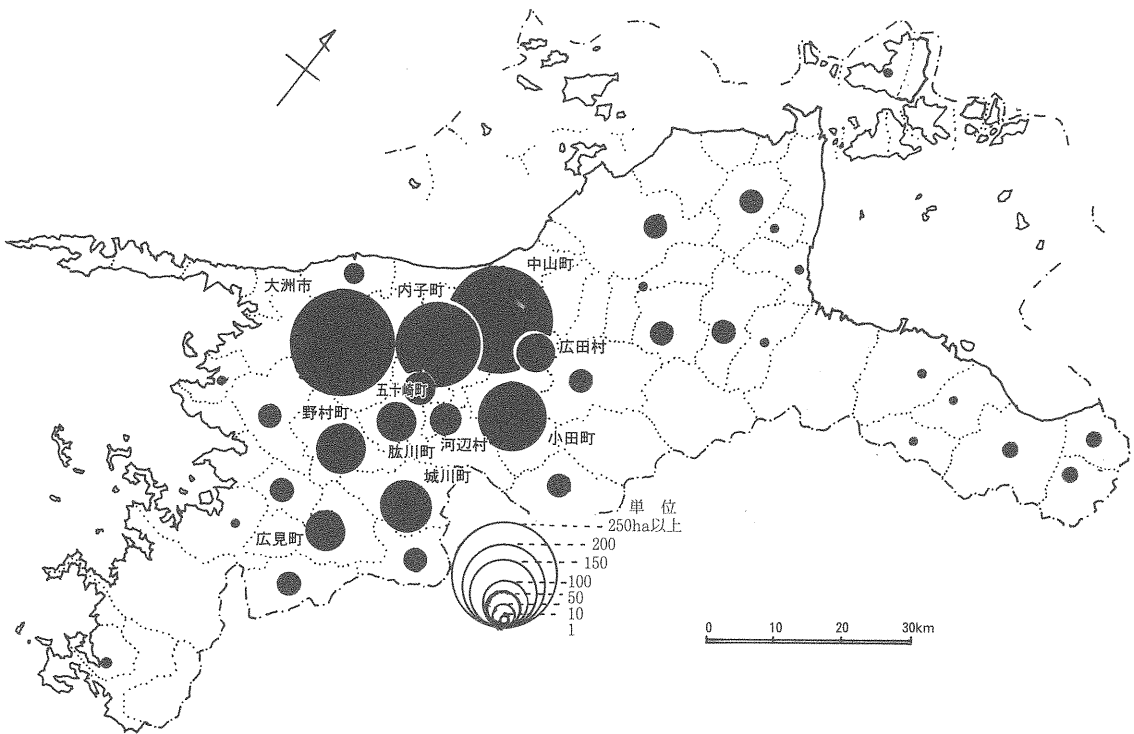 中山町
大洲市
内子町
広田村
五十崎町
野村町
肱川町
河辺村
小田町
城川町
広見町
単 位
250ha以上
200
150
100
50
10
1
0 10 20 30km